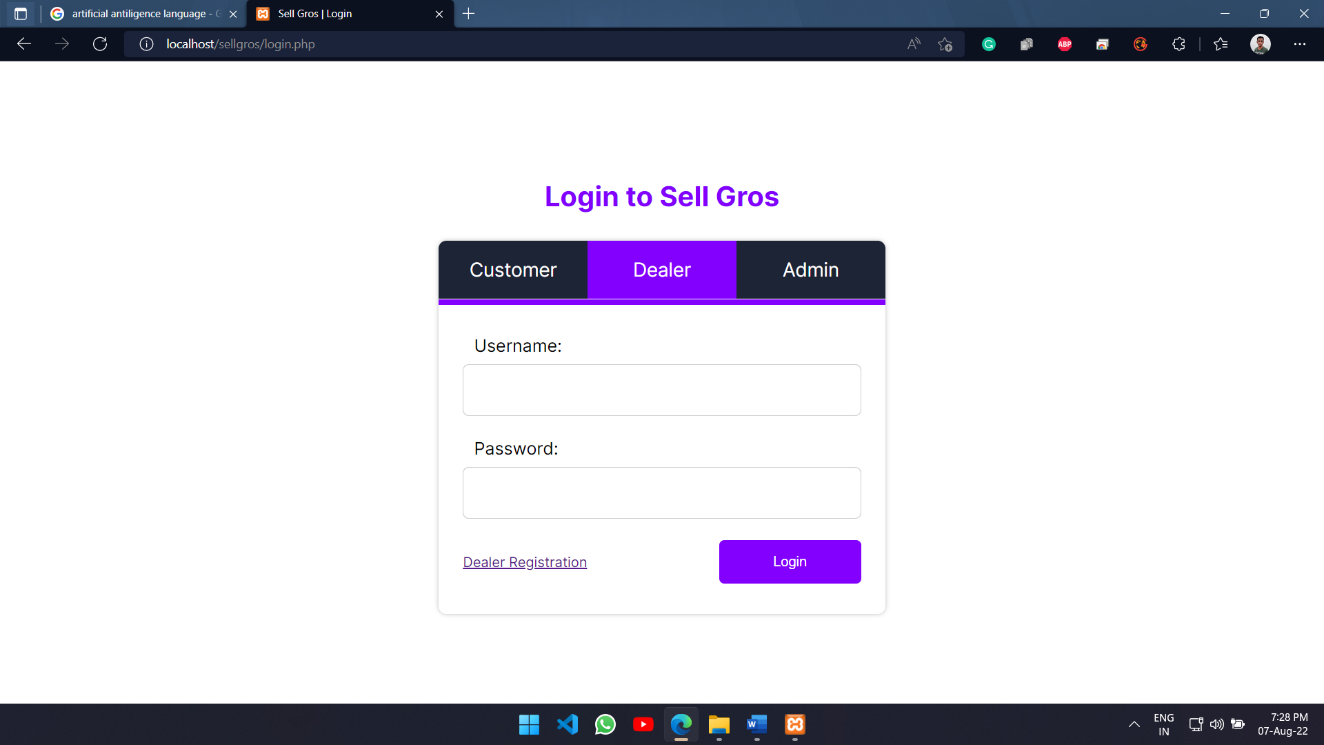 artificial antiligence language - G
Sell Gros | Login
localhost/sellgros/login.php
ABP
Login to Sell Gros
Customer
Dealer
Admin
Username:
Password:
Dealer Registration
Login
ENG
IN
7:28 PM
07-Aug-22